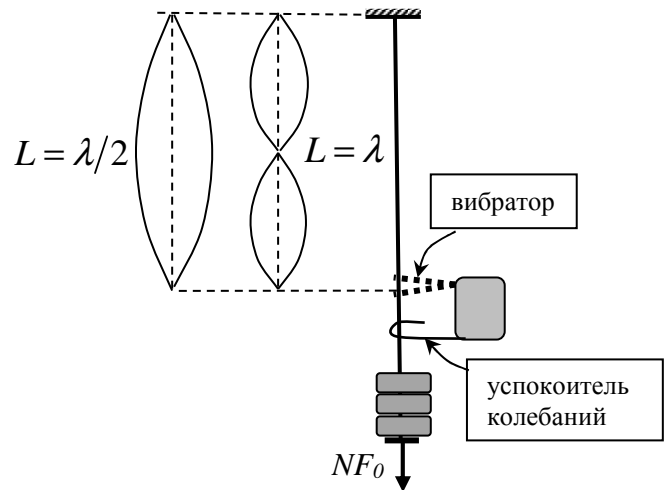 L = λ/2
L = λ
вибратор
успокоитель
колебаний
NF₀